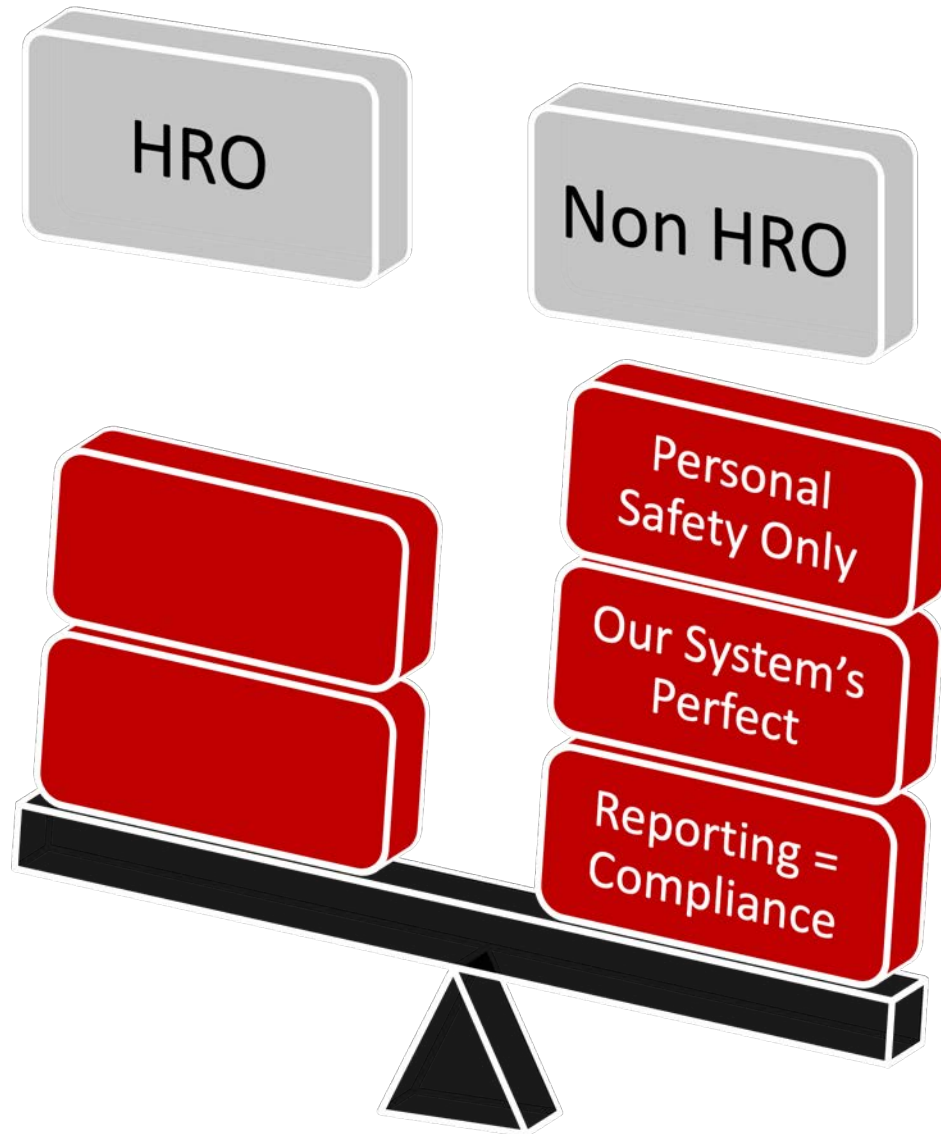 HRO
Non HRO
Personal
Safety Only
Our System’s
Perfect
Reporting =
Compliance